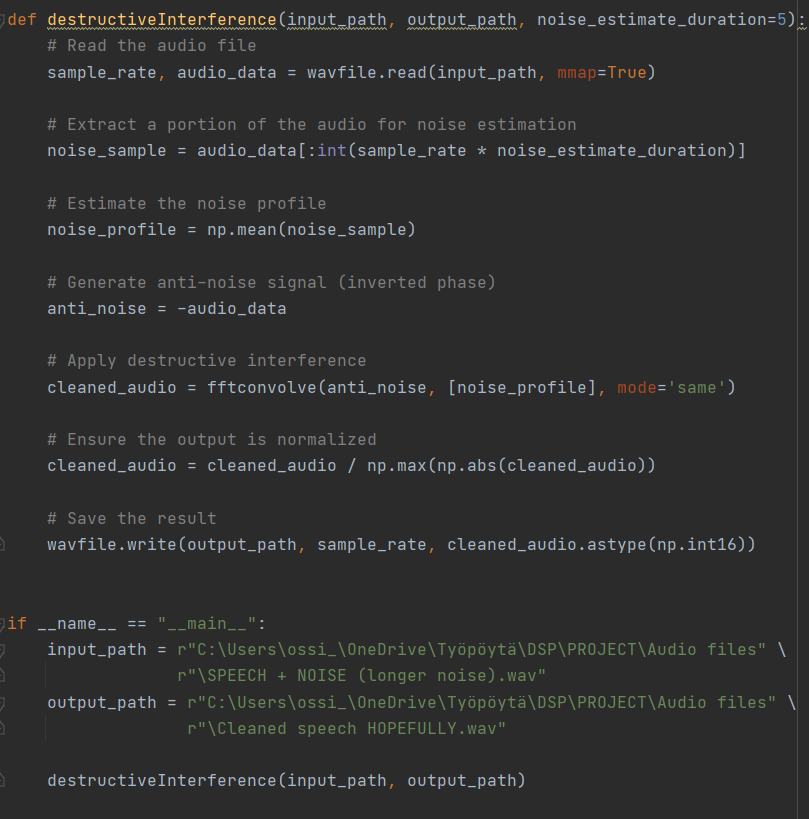 def destructiveInterference(input_path, output_path, noise_estimate_duration=5):
    # Read the audio file
    sample_rate, audio_data = wavfile.read(input_path, mmap=True)

    # Extract a portion of the audio for noise estimation
    noise_sample = audio_data[:int(sample_rate * noise_estimate_duration)]

    # Estimate the noise profile
    noise_profile = np.mean(noise_sample)

    # Generate anti-noise signal (inverted phase)
    anti_noise = -audio_data

    # Apply destructive interference
    cleaned_audio = fftconvolve(anti_noise, [noise_profile], mode='same')

    # Ensure the output is normalized
    cleaned_audio = cleaned_audio / np.max(np.abs(cleaned_audio))

    # Save the result
    wavfile.write(output_path, sample_rate, cleaned_audio.astype(np.int16))


if __name__ == "__main__":
    input_path = r"C:\Users\ossi_\OneDrive\Työpöytä\DSP\PROJECT\Audio files" \
                 r"\SPEECH + NOISE (longer noise).wav"
    output_path = r"C:\Users\ossi_\OneDrive\Työpöytä\DSP\PROJECT\Audio files" \
                  r"\Cleaned speech HOPEFULLY.wav"

    destructiveInterference(input_path, output_path)